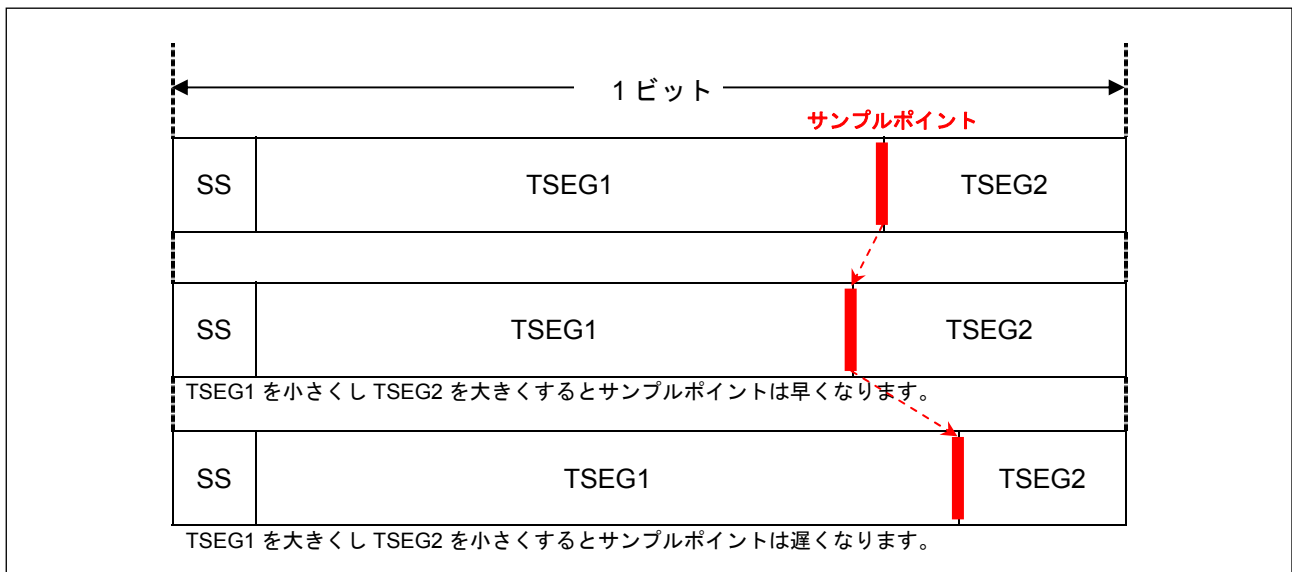 1 ビット
サンプルポイント
SS TSEG1 TSEG2
SS TSEG1 TSEG2
TSEG1 を小さくし TSEG2 を大きくするとサンプルポイントは早くなります。
SS TSEG1 TSEG2
TSEG1 を大きくし TSEG2 を小さくするとサンプルポイントは遅くなります。